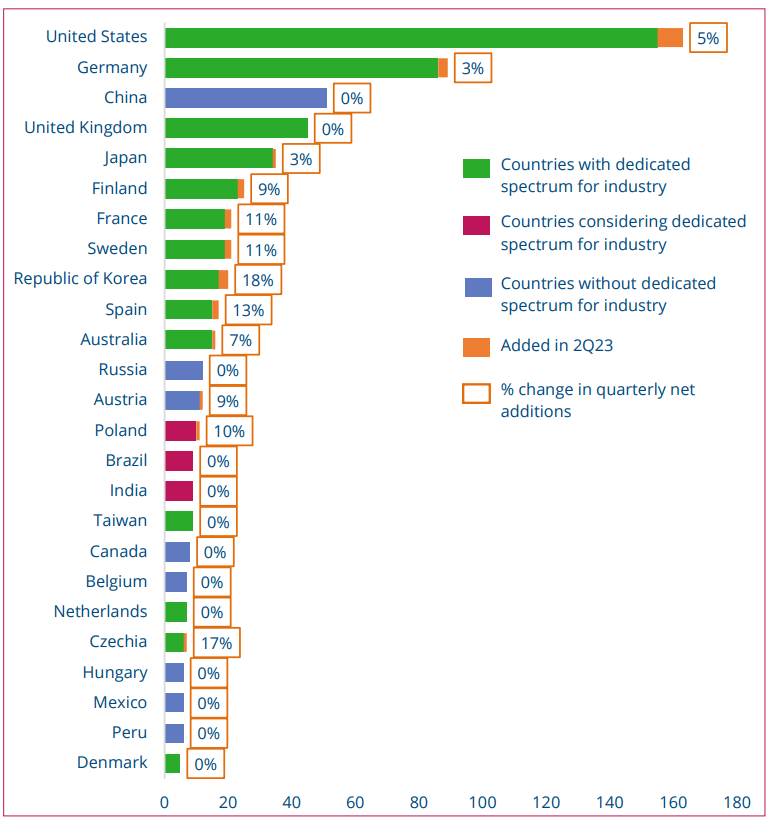 United States
5%
Germany
3%
China
0%
United Kingdom
0%
Japan
3%
Finland
9%
France
11%
Sweden
11%
Republic of Korea
18%
Spain
13%
Australia
7%
Russia
0%
Austria
9%
Poland
10%
Brazil
0%
India
0%
Taiwan
0%
Canada
0%
Belgium
0%
Netherlands
0%
Czechia
17%
Hungary
0%
Mexico
0%
Peru
0%
Denmark
0%
0 20 40 60 80 100 120 140 160 180
Countries with dedicated
spectrum for industry
Countries considering dedicated
spectrum for industry
Countries without dedicated
spectrum for industry
Added in 2Q23
% change in quarterly net
additions